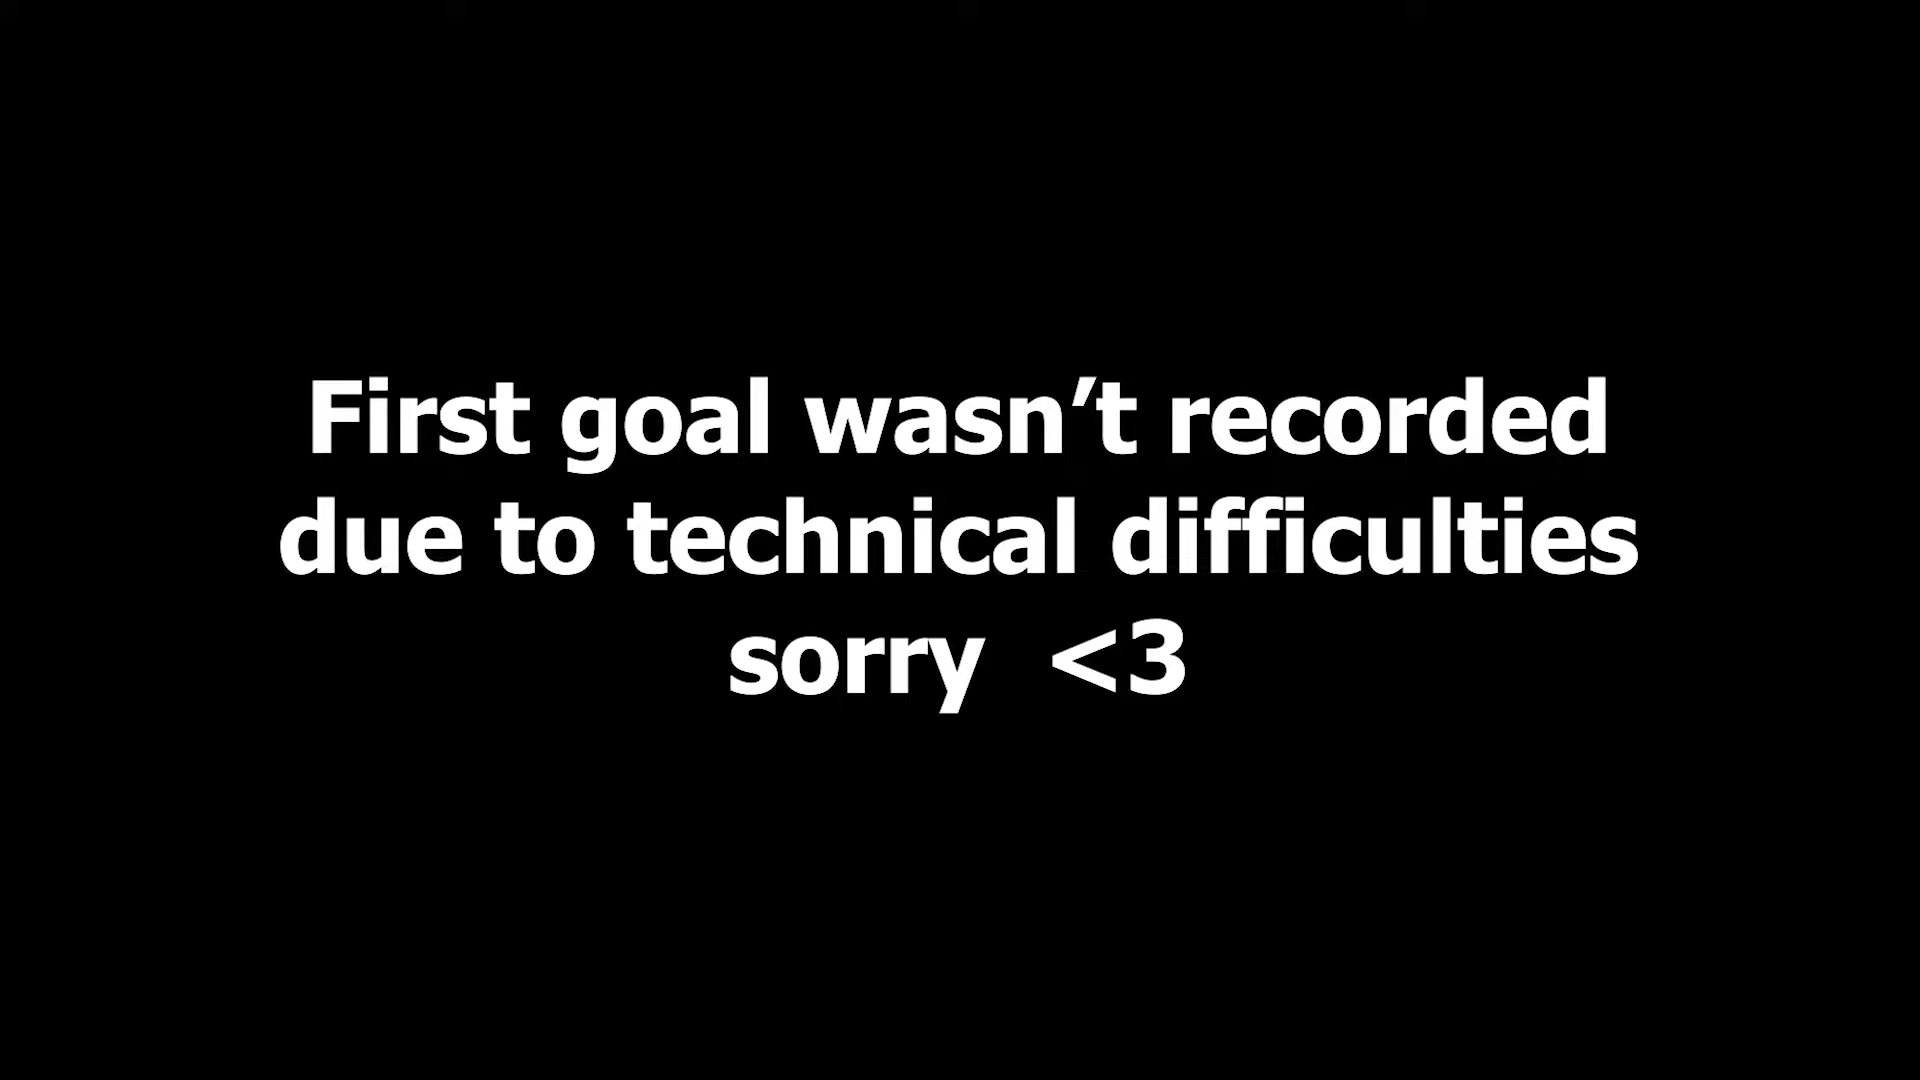 First goal wasn’t recorded
due to technical difficulties
sorry  <3